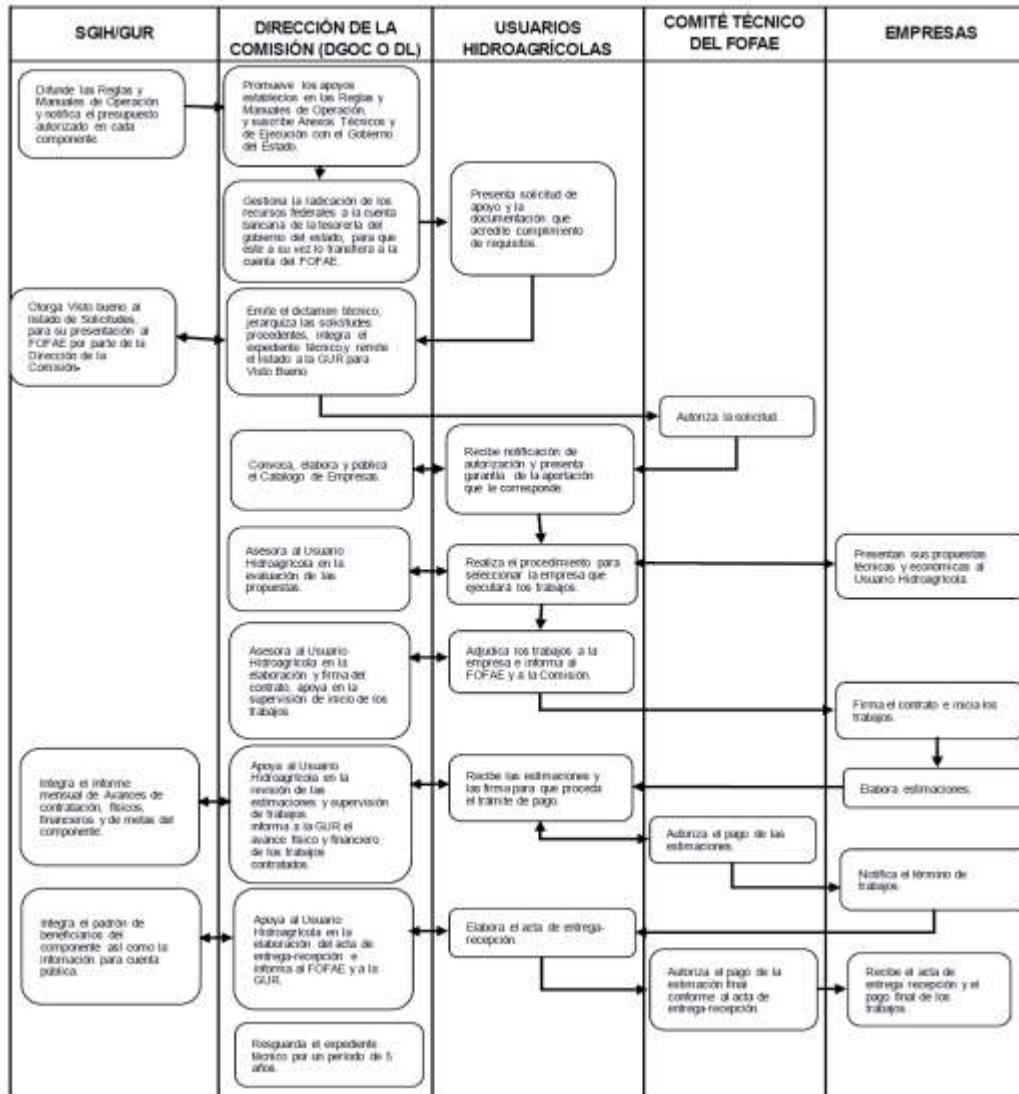 SGIH/GUR
DIRECCIÓN DE LA
COMISIÓN (DGOC O DL)
USUARIOS
HIDROAGRÍCOLAS
COMITÉ TÉCNICO
DEL FOFAE
EMPRESAS
Difunde las Reglas y
Manuales de Operación
y notifica el presupuesto
autorizado en cada
componente.
Promueve los apoyos
establecios en las Reglas y
Manuales de Operación,
y suscribe Anexos Técnicos y
de Ejecución con el Gobierno
del Estado.
Gestiona la radicación de los
recursos federales a la cuenta
bancaria de la tesorería del
gobierno del estado, para que
éste a su vez lo transfiera a la
cuenta del FOFAE.
Presenta solicitud de
apoyo y la
documentación que
acredite cumplimiento
de requisitos.
Otorga Visto bueno al
listado de Solicitudes,
para su presentación al
FOFAE por parte de la
Dirección de la
Comisión.
Emite el dictamen técnico,
jerarquiza las solicitudes
procedentes, integra el
expediente técnico y remite
el listado a la GUR para
Visto Bueno
Autoriza la solicitud.
Convoca, elabora y pública
el Catalogo de Empresas.
Recibe notificación de
autorización y presenta
garantía de la aportación
que le corresponde
Asesora al Usuario
Hidroagrícola en la
evaluación de las
propuestas.
Realiza el procedimiento para
seleccionar la empresa que
ejecutará los trabajos.
Presentan sus propuestas
técnicas y económicas al
Usuario Hidroagrícola.
Asesora al Usuario
Hidroagrícola en la
elaboración y firma del
contrato, apoya en la
supervisión de inicio de los
trabajos
Adjudica los trabajos a la
empresa e informa al
FOFAE y a la Comisión.
Firma el contrato e inicia los
trabajos.
Integra el informe
mensual de Avances de
contratación, físicos,
financieros y de metas del
componente.
Apoya al Usuario
Hidroagrícola en la
revisión de las
estimaciones y supervisión
de trabajos
informa a la GUR el
avance físico y financiero
de los trabajos
contratados.
Recibe las estimaciones y
las firma para que proceda
el trámite de pago.
Elabora estimaciones.
Autoriza el pago de las
estimaciones.
Notifica el término de
trabajos.
Integra el padrón de
beneficiarios del
componente así como la
información para cuenta
pública.
Apoya al Usuario
Hidroagrícola en la
elaboración del acta de
entrega-recepción e
informa al FOFAE y a la
GUR.
Elabora el acta de entrega-
recepción.
Autoriza el pago de la
estimación final
conforme al acta de
entrega-recepción.
Recibe el acta de
entrega recepción y el
pago final de los
trabajos.
Resguarda el expediente
técnico por un período de 5
años.